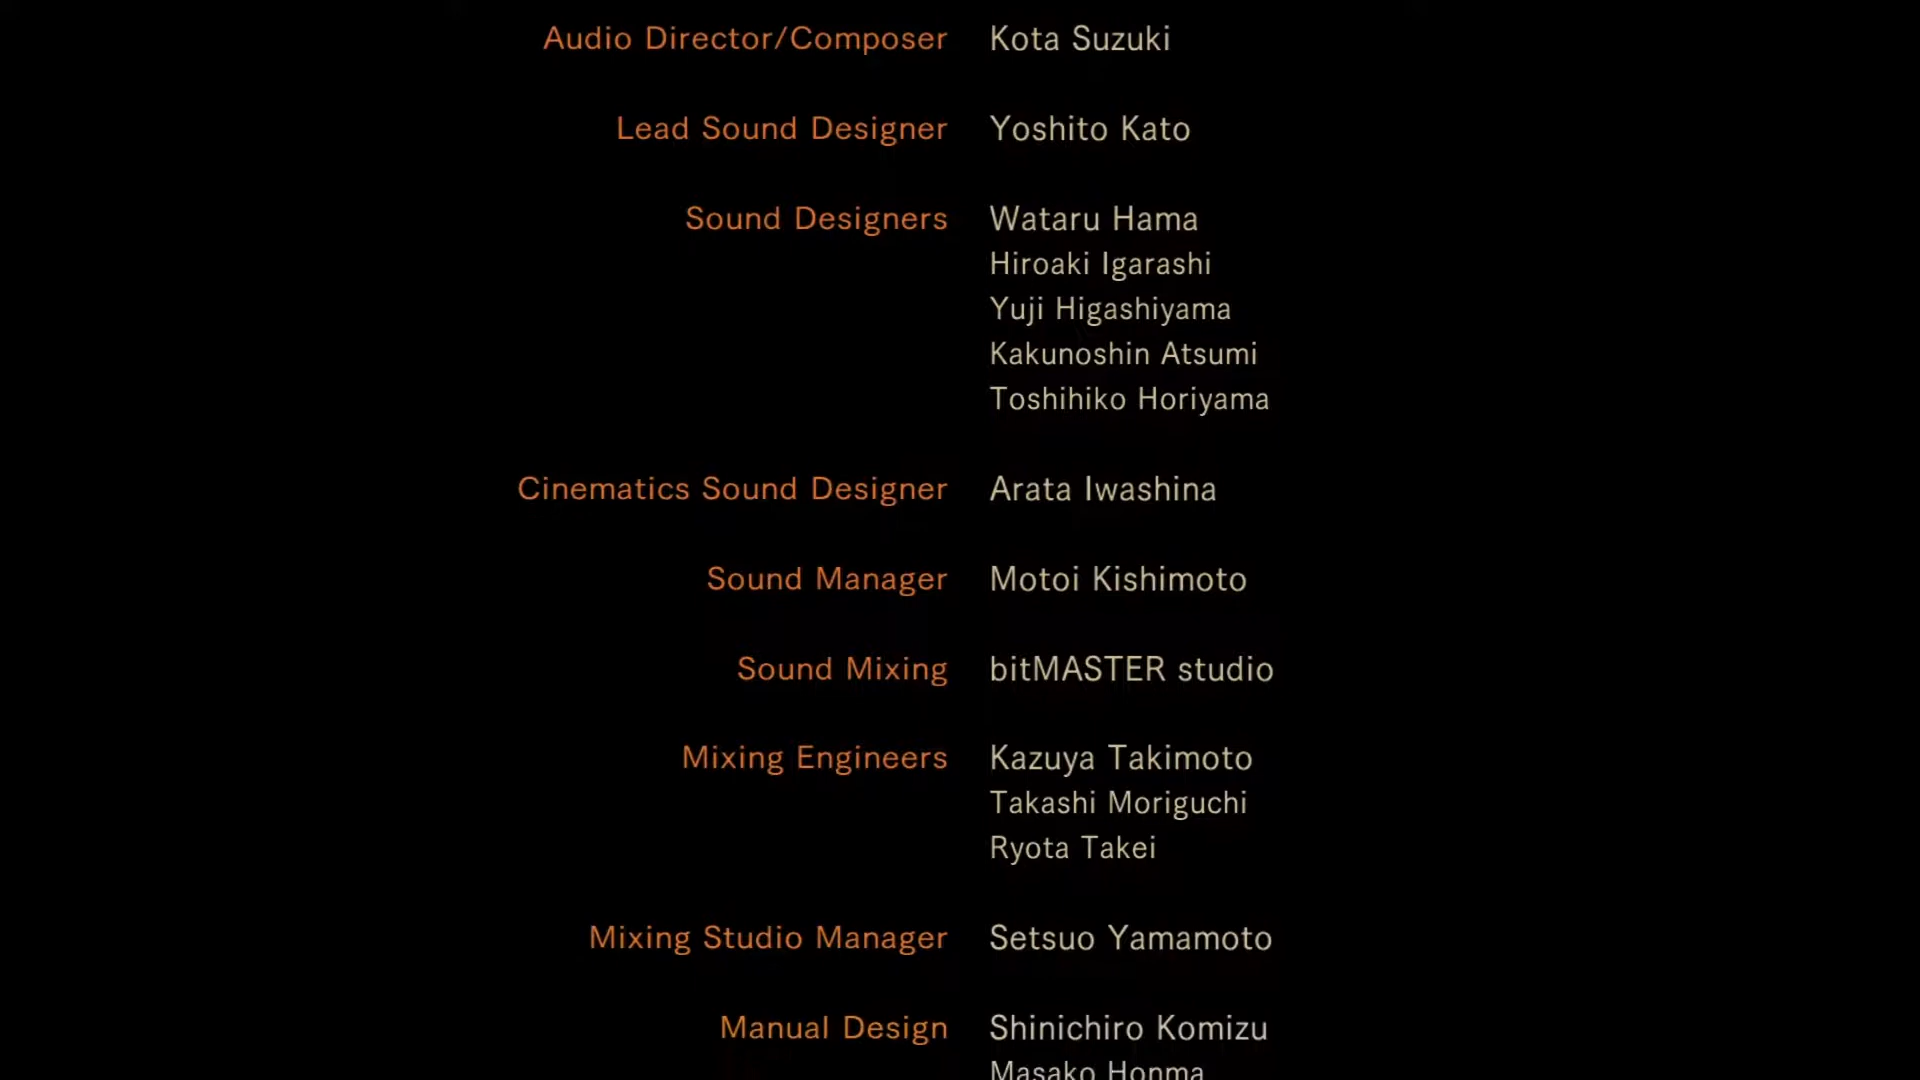 Audio Director/Composer Kota Suzuki
Lead Sound Designer Yoshito Kato
Sound Designers Wataru Hama
Hiroaki Igarashi
Yuji Higashiyama
Kakunoshin Atsumi
Toshihiko Horiyama
Cinematics Sound Designer Arata Iwashina
Sound Manager Motoi Kishimoto
Sound Mixing bitMASTER studio
Mixing Engineers Kazuya Takimoto
Takashi Moriguchi
Ryota Takei
Mixing Studio Manager Setsuo Yamamoto
Manual Design Shinichiro Komizu
Masako Honma